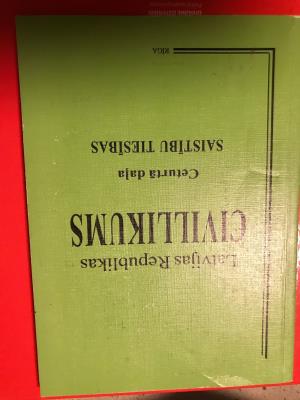 Latvijas Republikas
CIVILLIKUMS
Ceturtā daļa
SAISTĪBU TIESĪBAS
RĪGA